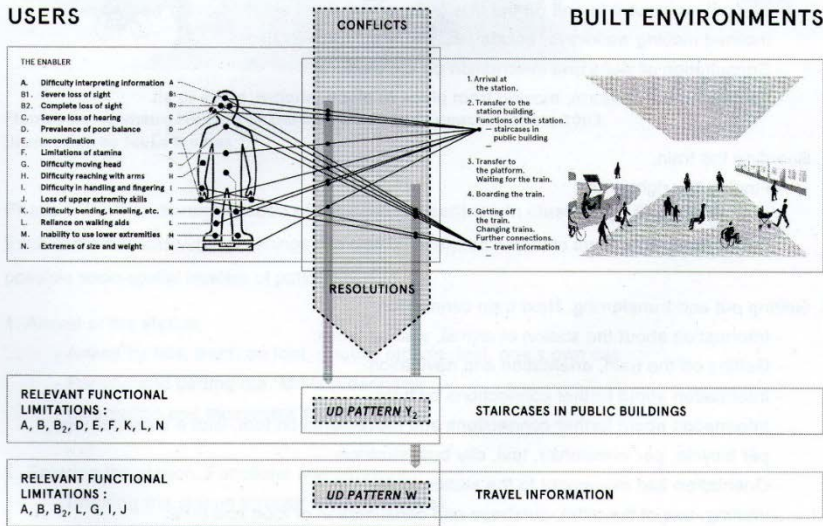 USERS
CONFLICTS
BUILT ENVIRONMENTS
THE ENABLER
A. Difficulty interpreting information
B1. Severe loss of sight
B2. Complete loss of sight
C. Severe loss of hearing
D. Prevalence of poor balance
E. Incoordination
F. Limitations of stamina
G. Difficulty moving head
H. Difficulty reaching with arms
I. Difficulty in handling and fingering
J. Loss of upper extremity skills
K. Difficulty bending, kneeling, etc.
L. Reliance on walking aids
M. Inability to use lower extremities
N. Extremes of size and weight
A
B1
B2
C
D
E
F
G
H
I
J
K
L
M
N
1. Arrival at
the station.
2. Transfer to the
station building.
Functions of the station.
– staircases in
public building
3. Transfer to
the platform.
Waiting for the train.
4. Boarding the train.
5. Getting off
the train.
Changing trains.
Further connections.
– travel information
RESOLUTIONS
RELEVANT FUNCTIONAL
LIMITATIONS :
A, B, B₂, D, E, F, K, L, N
UD PATTERN Y₂
STAIRCASES IN PUBLIC BUILDINGS
RELEVANT FUNCTIONAL
LIMITATIONS :
A, B, B₂, L, G, I, J
UD PATTERN W
TRAVEL INFORMATION